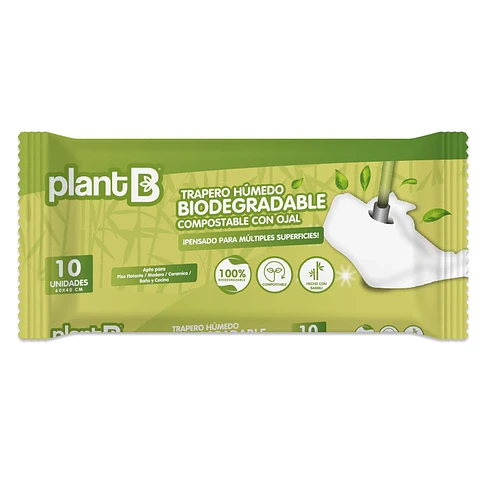 plantB
TRAPERO HÚMEDO
BIODEGRADABLE
COMPOSTABLE CON OJAL
¡PENSADO PARA MÚLTIPLES SUPERFICIES!
10
UNIDADES
60X40 CM
Apto para
Piso Flotante / Madera / Ceramica /
Baño y Cocina
100%
BIODEGRADABLE
COMPOSTABLE
HECHO CON
BAMBÚ
plantB
TRAPERO HÚMEDO
10